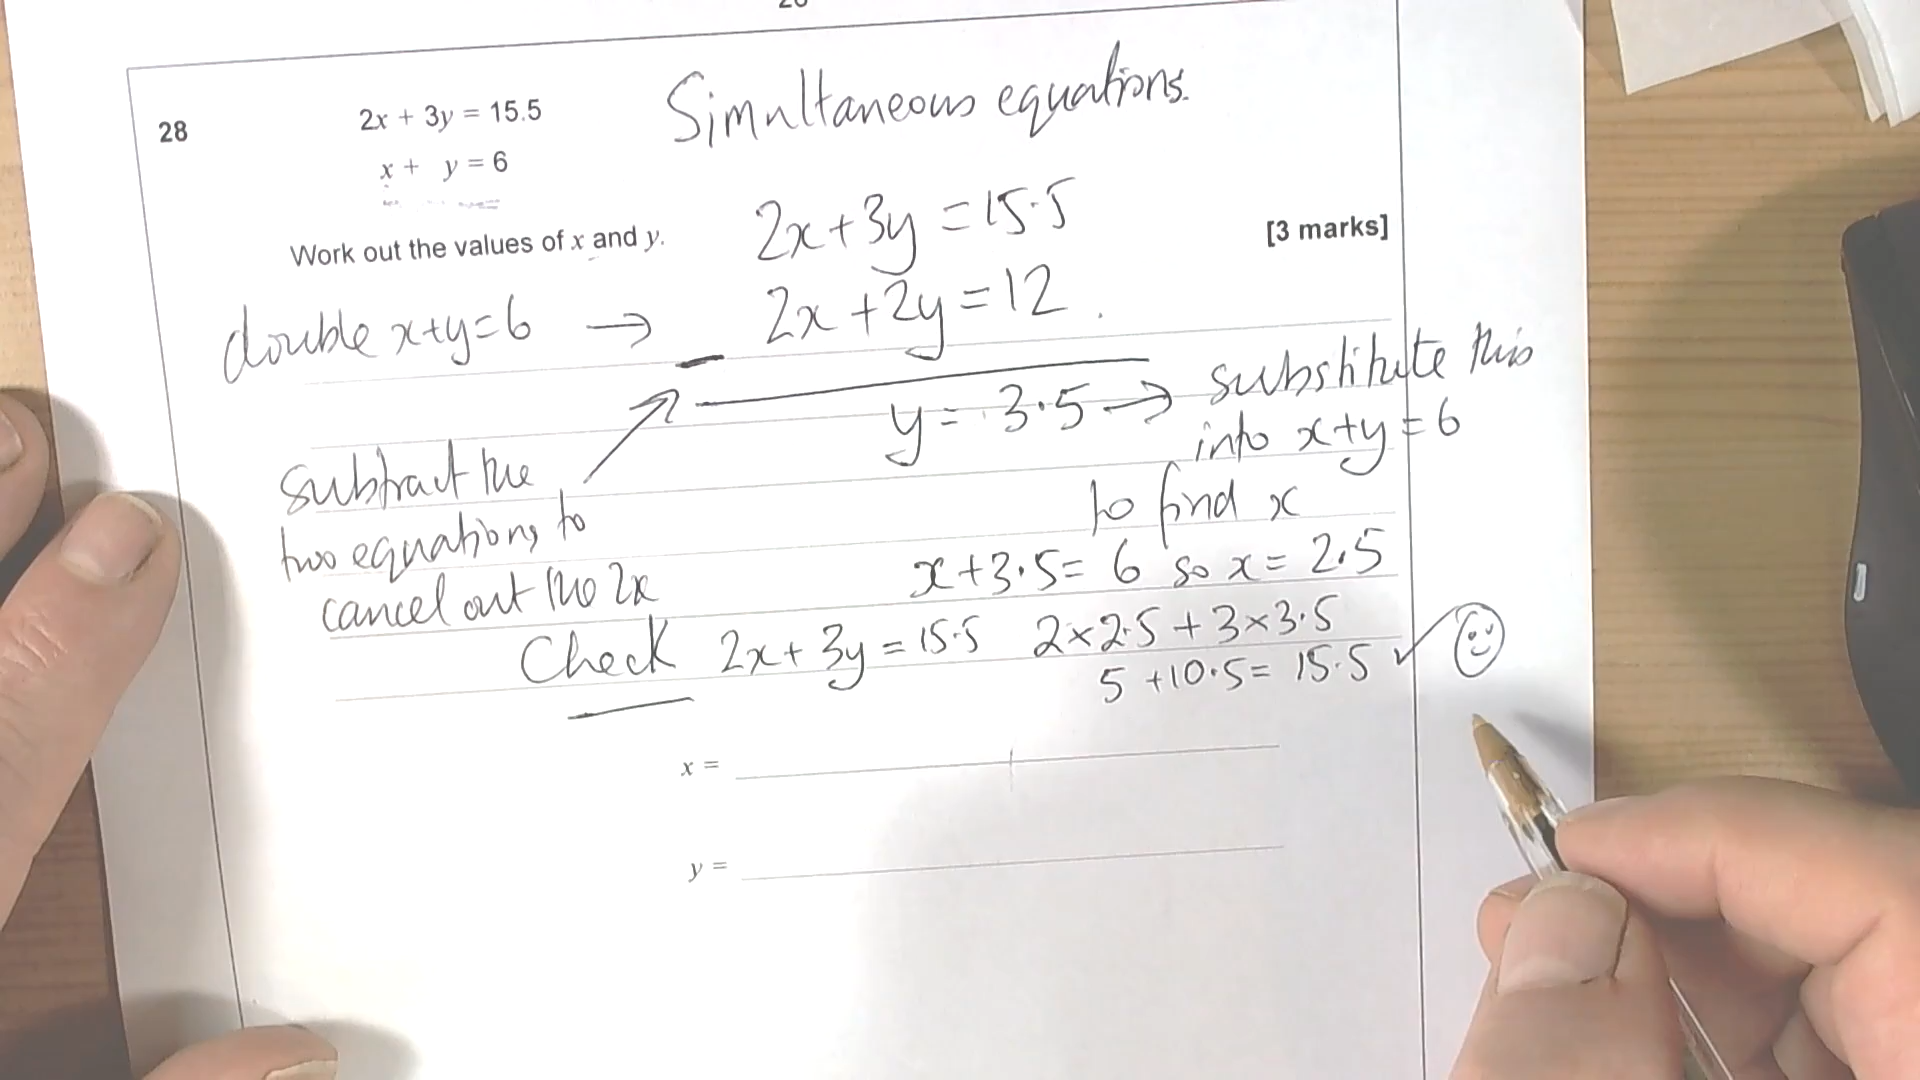 28
2x + 3y = 15.5
x + y = 6
Simultaneous equations.
Work out the values of x and y.
[3 marks]
2x+3y = 15.5
double x+y=6 → 2x+2y=12.
y = 3.5 → substitute this
into x+y=6
to find x
subtract the
two equations to
cancel out the 2x
x+3.5= 6 so x= 2.5
Check 2x+3y=15.5 2×2.5+3×3.5
5 +10.5= 15.5 ✓
x =
y =